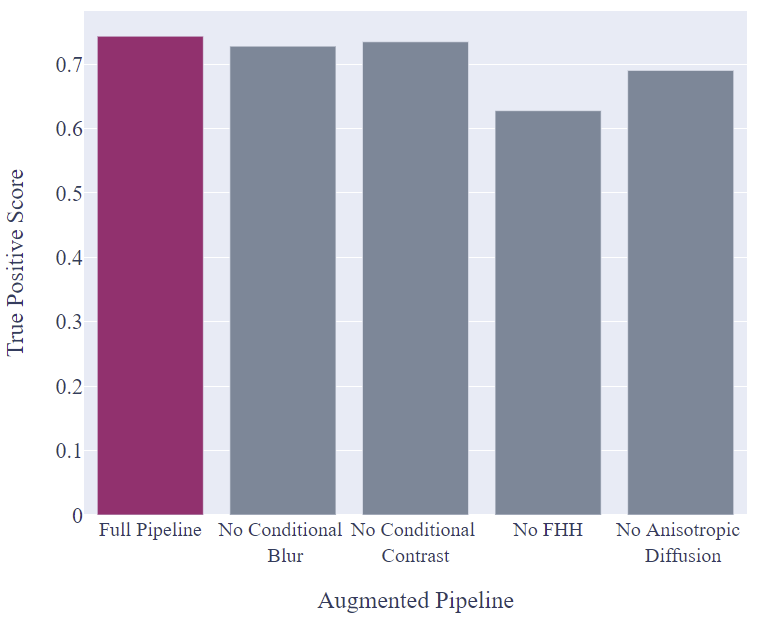 True Positive Score
0.7
0.6
0.5
0.4
0.3
0.2
0.1
0
Full Pipeline
No Conditional
Blur
No Conditional
Contrast
No FHH
No Anisotropic
Diffusion
Augmented Pipeline